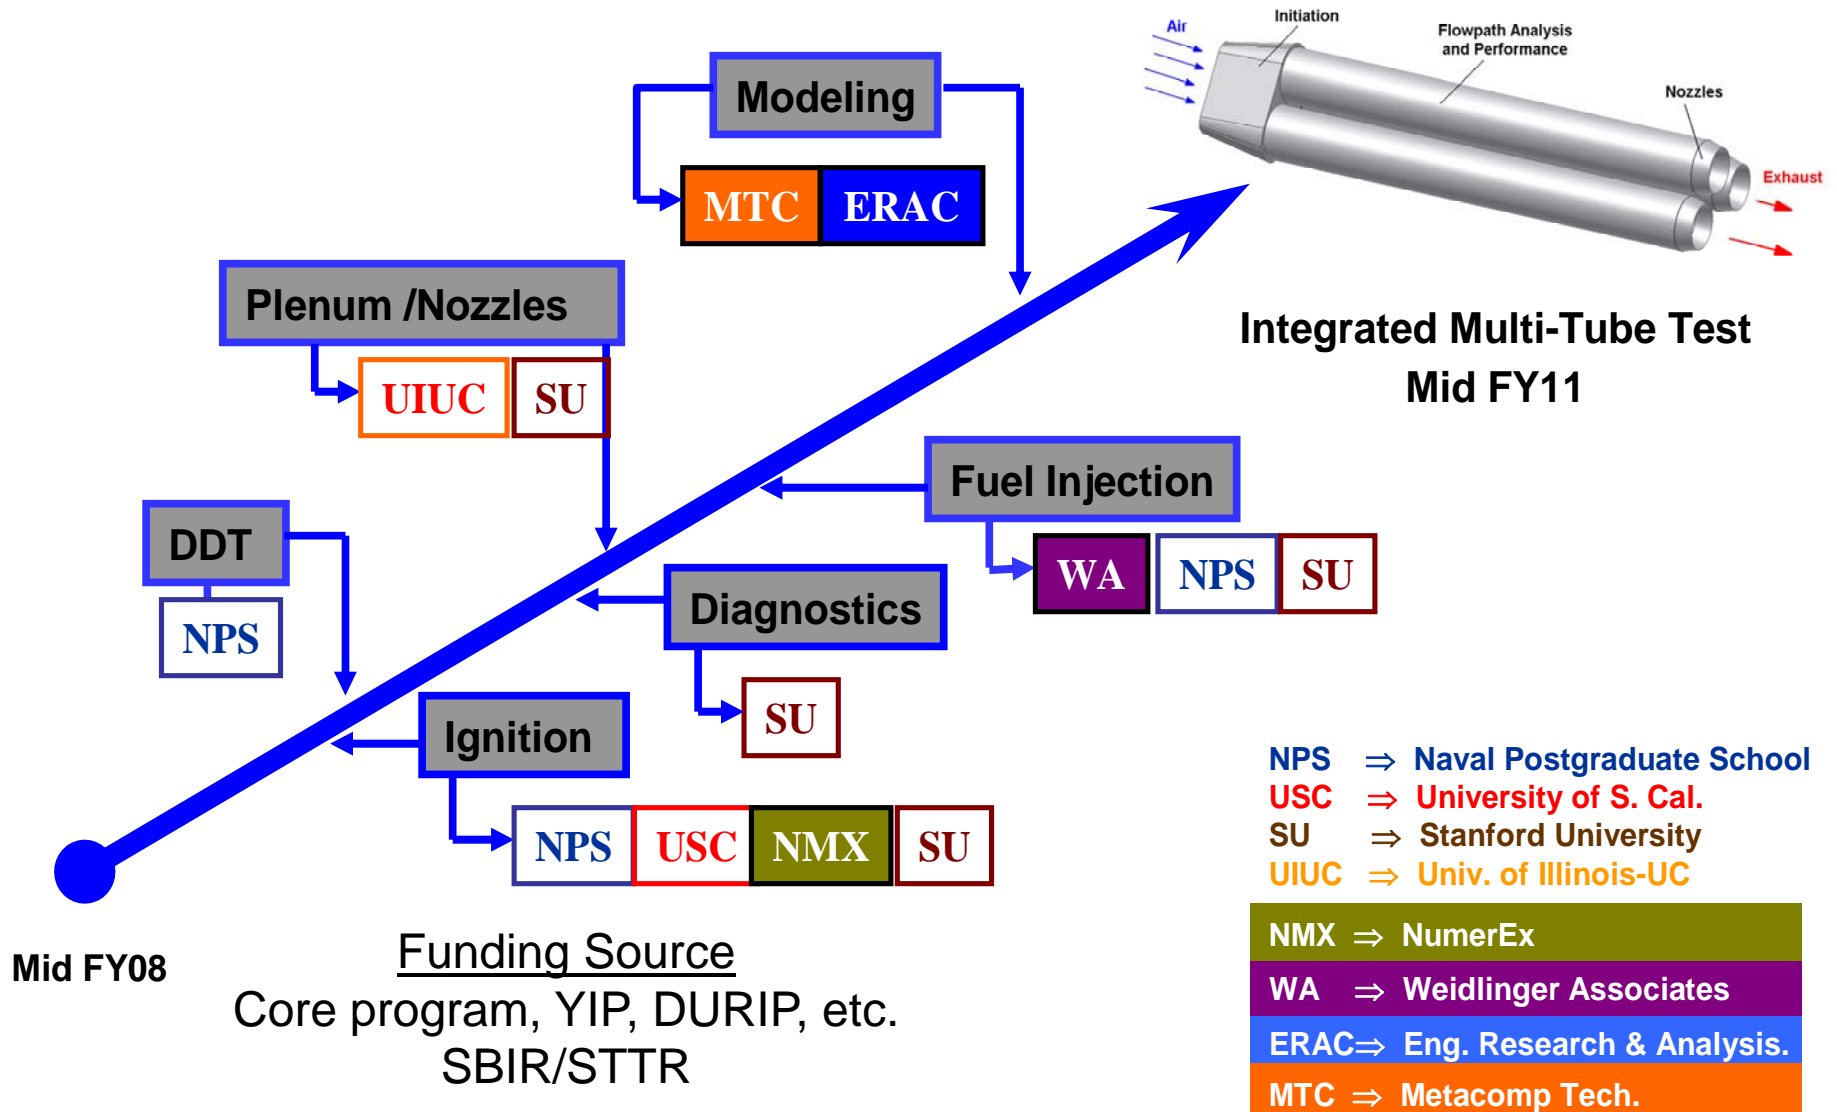 Air
Initiation
Flowpath Analysis
and Performance
Nozzles
Exhaust
Modeling
MTC ERAC
Plenum /Nozzles
UIUC SU
Integrated Multi-Tube Test
Mid FY11
Fuel Injection
WA NPS SU
DDT
NPS
Diagnostics
SU
Ignition
NPS USC NMX SU
Mid FY08
Funding Source
Core program, YIP, DURIP, etc.
SBIR/STTR
NPS ⇒ Naval Postgraduate School
USC ⇒ University of S. Cal.
SU ⇒ Stanford University
UIUC ⇒ Univ. of Illinois-UC
NMX ⇒ NumerEx
WA ⇒ Weidlinger Associates
ERAC⇒ Eng. Research & Analysis.
MTC ⇒ Metacomp Tech.